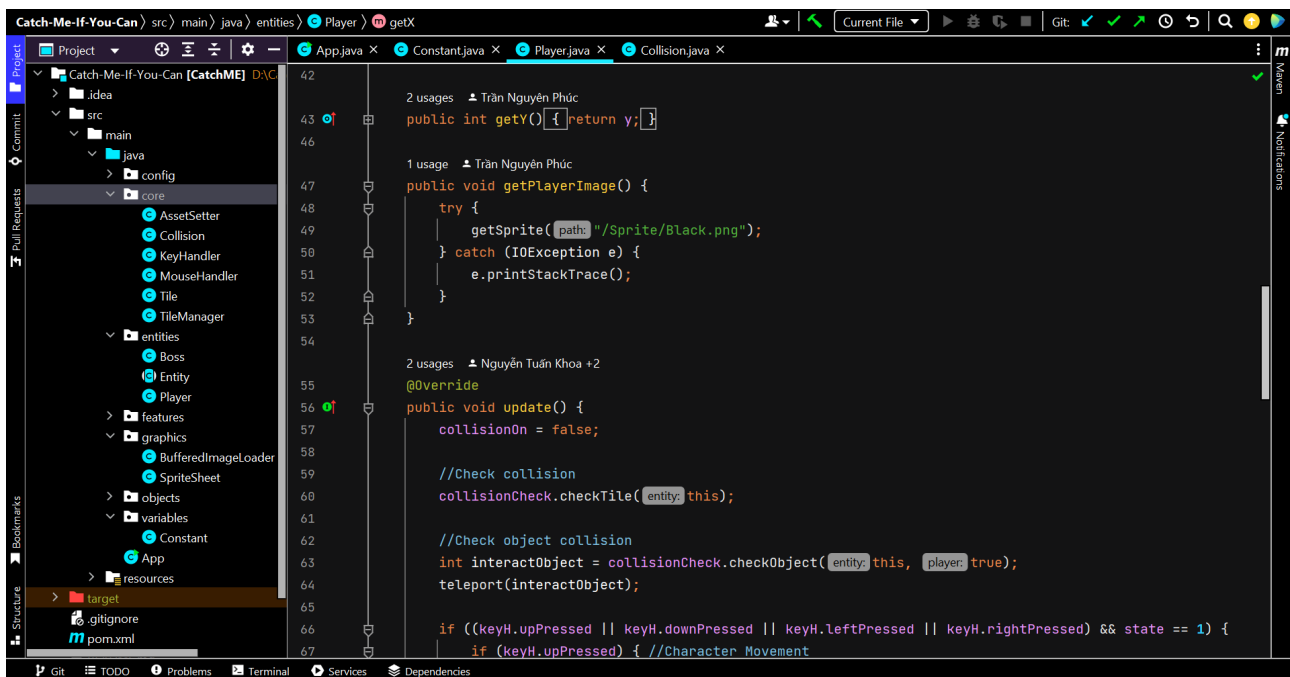 Catch-Me-If-You-Can › src › main › java › entities › Player › getX
Current File
Git:
Project
App.java
Constant.java
Player.java
Collision.java
Project
Commit
Pull Requests
Bookmarks
Structure
Catch-Me-If-You-Can [CatchME] D:\C
.idea
src
main
java
config
core
AssetSetter
Collision
KeyHandler
MouseHandler
Tile
TileManager
entities
Boss
Entity
Player
features
graphics
BufferedImageLoader
SpriteSheet
objects
variables
Constant
App
resources
target
.gitignore
pom.xml
42
2 usages Trần Nguyên Phúc
43 public int getY() { return y; }
46
1 usage Trần Nguyên Phúc
47 public void getPlayerImage() {
48 try {
49 getSprite( path: "/Sprite/Black.png");
50 } catch (IOException e) {
51 e.printStackTrace();
52 }
53 }
54
2 usages Nguyễn Tuấn Khoa +2
55 @Override
56 public void update() {
57 collisionOn = false;
58
59 //Check collision
60 collisionCheck.checkTile( entity: this);
61
62 //Check object collision
63 int interactObject = collisionCheck.checkObject( entity: this, player: true);
64 teleport(interactObject);
65
66 if ((keyH.upPressed || keyH.downPressed || keyH.leftPressed || keyH.rightPressed) && state == 1) {
67 if (keyH.upPressed) { //Character Movement
m
Maven
Notifications
Git
TODO
Problems
Terminal
Services
Dependencies